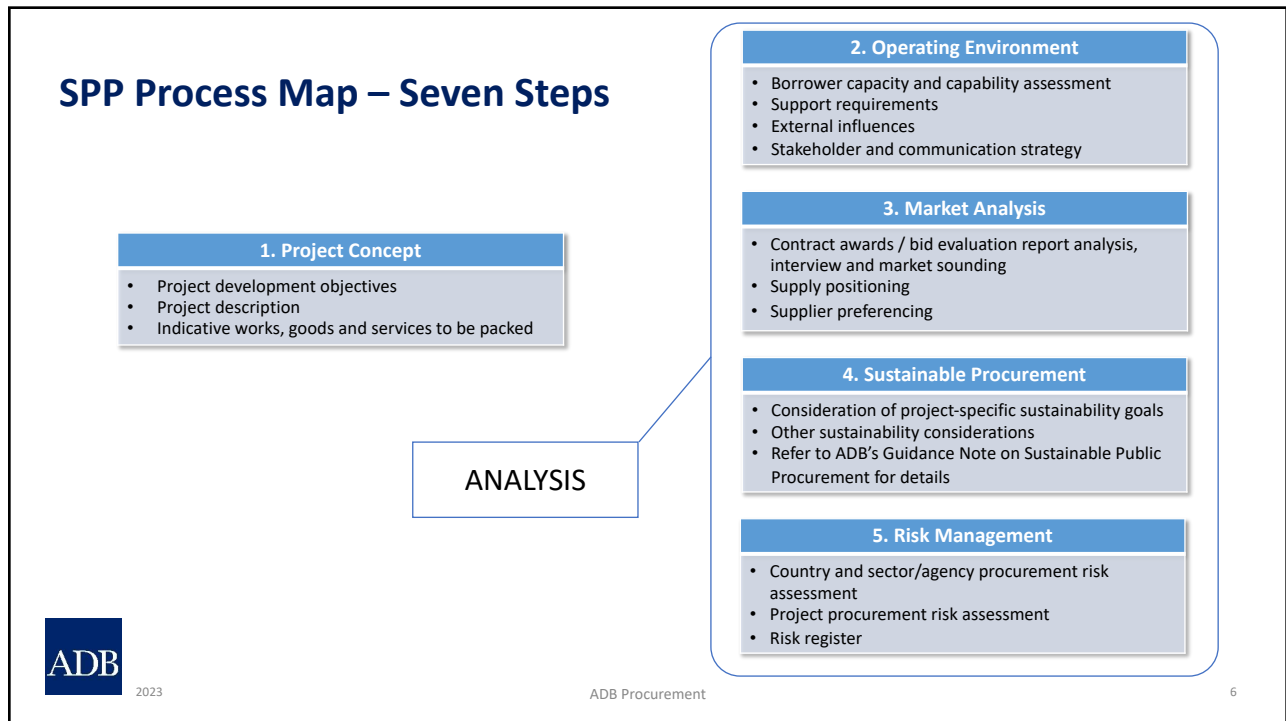 SPP Process Map – Seven Steps
1. Project Concept
• Project development objectives
• Project description
• Indicative works, goods and services to be packed
ANALYSIS
2. Operating Environment
• Borrower capacity and capability assessment
• Support requirements
• External influences
• Stakeholder and communication strategy
3. Market Analysis
• Contract awards / bid evaluation report analysis,
interview and market sounding
• Supply positioning
• Supplier preferencing
4. Sustainable Procurement
• Consideration of project-specific sustainability goals
• Other sustainability considerations
• Refer to ADB’s Guidance Note on Sustainable Public
Procurement for details
5. Risk Management
• Country and sector/agency procurement risk
assessment
• Project procurement risk assessment
• Risk register
ADB
2023
ADB Procurement
6